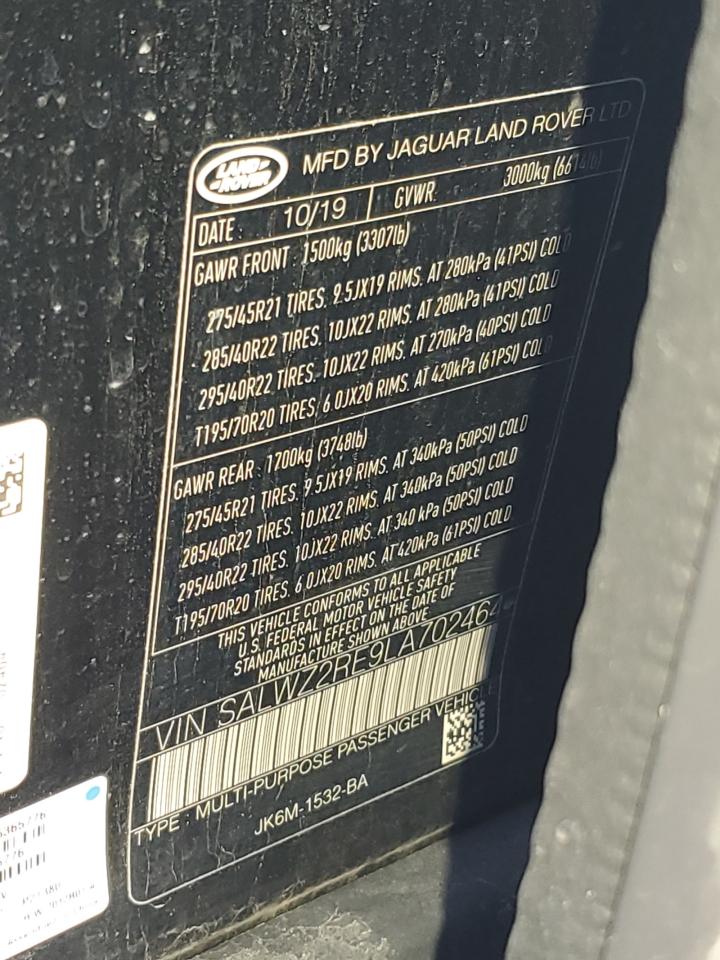 LAND ROVER
MFD BY JAGUAR LAND ROVER LTD
DATE : 10/19 GVWR: 3000kg (6614lb)
GAWR FRONT : 1500kg (3307lb)
275/45R21 TIRES, 9.5JX19 RIMS, AT 280kPa (41PSI) COLD
285/40R22 TIRES, 10JX22 RIMS, AT 280kPa (41PSI) COLD
295/40R22 TIRES, 10JX22 RIMS, AT 270kPa (40PSI) COLD
T195/70R20 TIRES, 6.0JX20 RIMS, AT 420kPa (61PSI) COLD
GAWR REAR : 1700kg (3748lb)
275/45R21 TIRES, 9.5JX19 RIMS, AT 340kPa (50PSI) COLD
285/40R22 TIRES, 10JX22 RIMS, AT 340kPa (50PSI) COLD
295/40R22 TIRES, 10JX22 RIMS, AT 340 kPa (50PSI) COLD
T195/70R20 TIRES, 6.0JX20 RIMS, AT 420kPa (61PSI) COLD
THIS VEHICLE CONFORMS TO ALL APPLICABLE
U.S. FEDERAL MOTOR VEHICLE SAFETY
STANDARDS IN EFFECT ON THE DATE OF
MANUFACTURE SHOWN ABOVE
VIN SALWZ2RE9LA702464
TYPE : MULTI-PURPOSE PASSENGER VEHICLE
JK6M-1532-BA